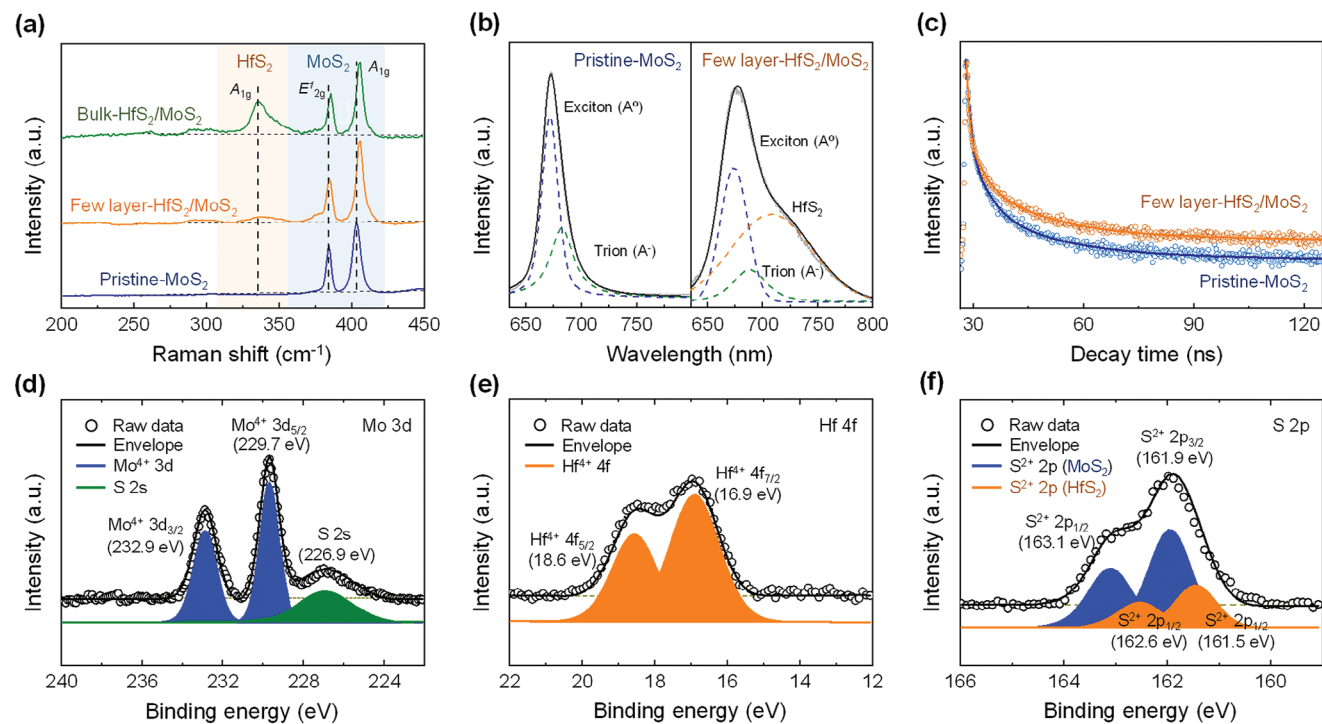 (a)
HfS₂
MoS₂
A₁g
E¹₂g
A₁g
Bulk-HfS₂/MoS₂
Few layer-HfS₂/MoS₂
Pristine-MoS₂
Intensity (a.u.)
200 250 300 350 400 450
Raman shift (cm⁻¹)
(b)
Pristine-MoS₂
Few layer-HfS₂/MoS₂
Exciton (A⁰)
Trion (A⁻)
Exciton (A⁰)
HfS₂
Trion (A⁻)
Intensity (a.u.)
650 700 750 650 700 750 800
Wavelength (nm)
(c)
Few layer-HfS₂/MoS₂
Pristine-MoS₂
Intensity (a.u.)
30 60 90 120
Decay time (ns)
(d)
Raw data
Envelope
Mo⁴⁺ 3d
S 2s
Mo 3d
Mo⁴⁺ 3d₅/₂
(229.7 eV)
Mo⁴⁺ 3d₃/₂
(232.9 eV)
S 2s
(226.9 eV)
Intensity (a.u.)
240 236 232 228 224
Binding energy (eV)
(e)
Raw data
Envelope
Hf⁴⁺ 4f
Hf 4f
Hf⁴⁺ 4f₇/₂
(16.9 eV)
Hf⁴⁺ 4f₅/₂
(18.6 eV)
Intensity (a.u.)
22 20 18 16 14 12
Binding energy (eV)
(f)
Raw data
Envelope
S²⁺ 2p (MoS₂)
S²⁺ 2p (HfS₂)
S 2p
S²⁺ 2p₃/₂
(161.9 eV)
S²⁺ 2p₁/₂
(163.1 eV)
S²⁺ 2p₁/₂
(162.6 eV)
S²⁺ 2p₁/₂
(161.5 eV)
Intensity (a.u.)
166 164 162 160
Binding energy (eV)